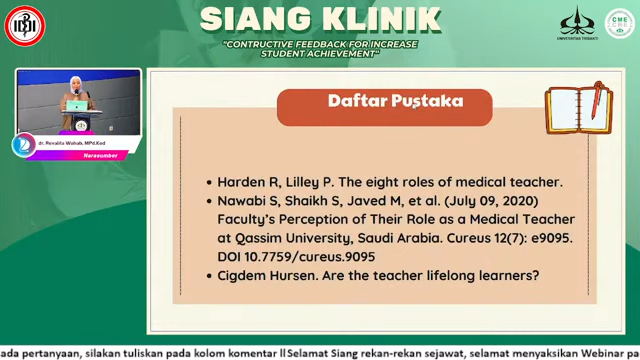 SIANG KLINIK
"CONTRUCTIVE FEEDBACK FOR INCREASE
STUDENT ACHIEVEMENT"
UNIVERSITAS TRISAKTI
CME
Daftar Pustaka
dr. Revalita Wahab, MPd.Ked
Narasumber
• Harden R, Lilley P. The eight roles of medical teacher.
• Nawabi S, Shaikh S, Javed M, et al. (July 09, 2020)
Faculty's Perception of Their Role as a Medical Teacher
at Qassim University, Saudi Arabia. Cureus 12(7): e9095.
DOI 10.7759/cureus.9095
• Cigdem Hursen. Are the teacher lifelong learners?
ada pertanyaan, silakan tuliskan pada kolom komentar ||Selamat Siang rekan-rekan sejawat, selamat menyaksikan Webinar pa